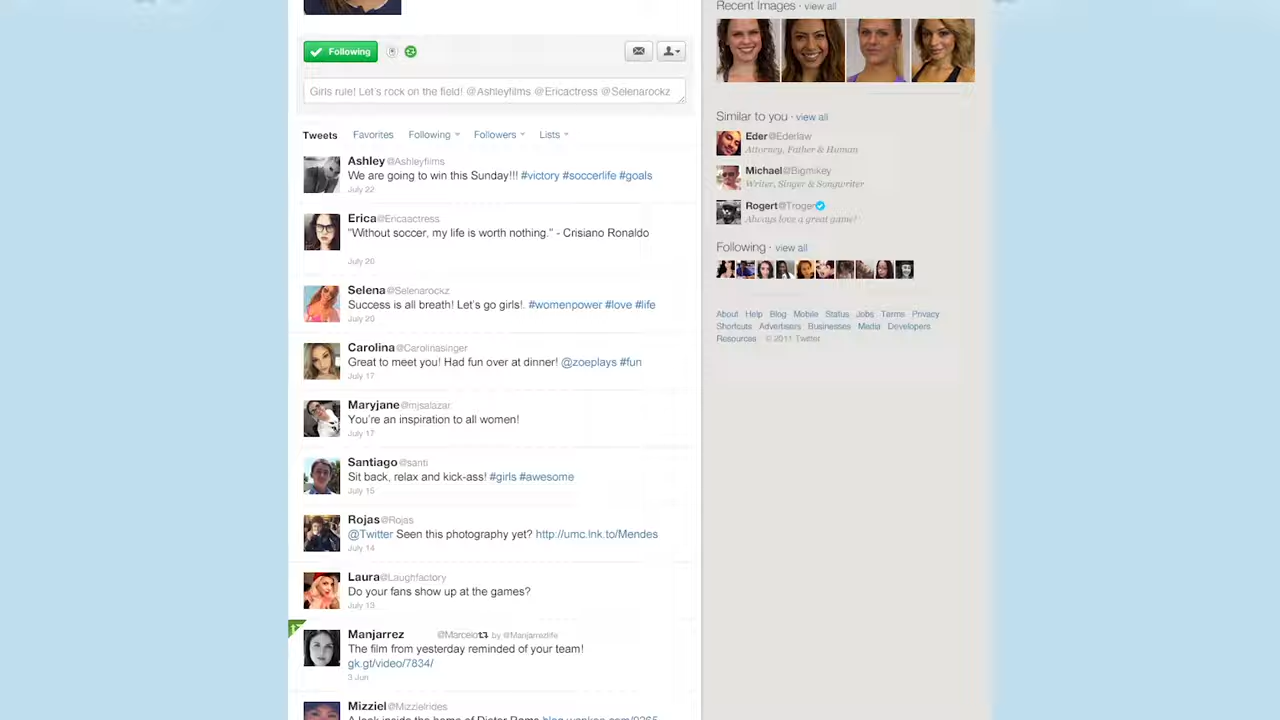 Following
Girls rule! Let's rock on the field! @Ashleyfilms @Ericactress @Selenarockz
Tweets Favorites Following Followers Lists
Ashley @Ashleyfilms
We are going to win this Sunday!!! #victory #soccerlife #goals
July 22
Erica @Ericaactress
"Without soccer, my life is worth nothing." - Crisiano Ronaldo
July 20
Selena @Selenarockz
Success is all breath! Let's go girls!. #womenpower #love #life
July 20
Carolina @Carolinasinger
Great to meet you! Had fun over at dinner! @zoeplays #fun
July 17
Maryjane @mjsalazar
You're an inspiration to all women!
July 17
Santiago @santi
Sit back, relax and kick-ass! #girls #awesome
July 15
Rojas @Rojas
@Twitter Seen this photography yet? http://umc.lnk.to/Mendes
July 14
Laura @Laughfactory
Do your fans show up at the games?
July 13
Manjarrez @Marcelo by @Manjarrezlife
The film from yesterday reminded of your team!
gk.gt/video/7834/
3 Jun
Mizziel @Mizzielrides
A look inside the home of Dieter Rams
Recent Images · view all
Similar to you · view all
Eder @Ederlaw
Attorney, Father & Human
Michael @Bigmikey
Writer, Singer & Songwriter
Rogert @Troger
Always love a great game!
Following · view all
About Help Blog Mobile Status Jobs Terms Privacy
Shortcuts Advertisers Businesses Media Developers
Resources © 2011 Twitter